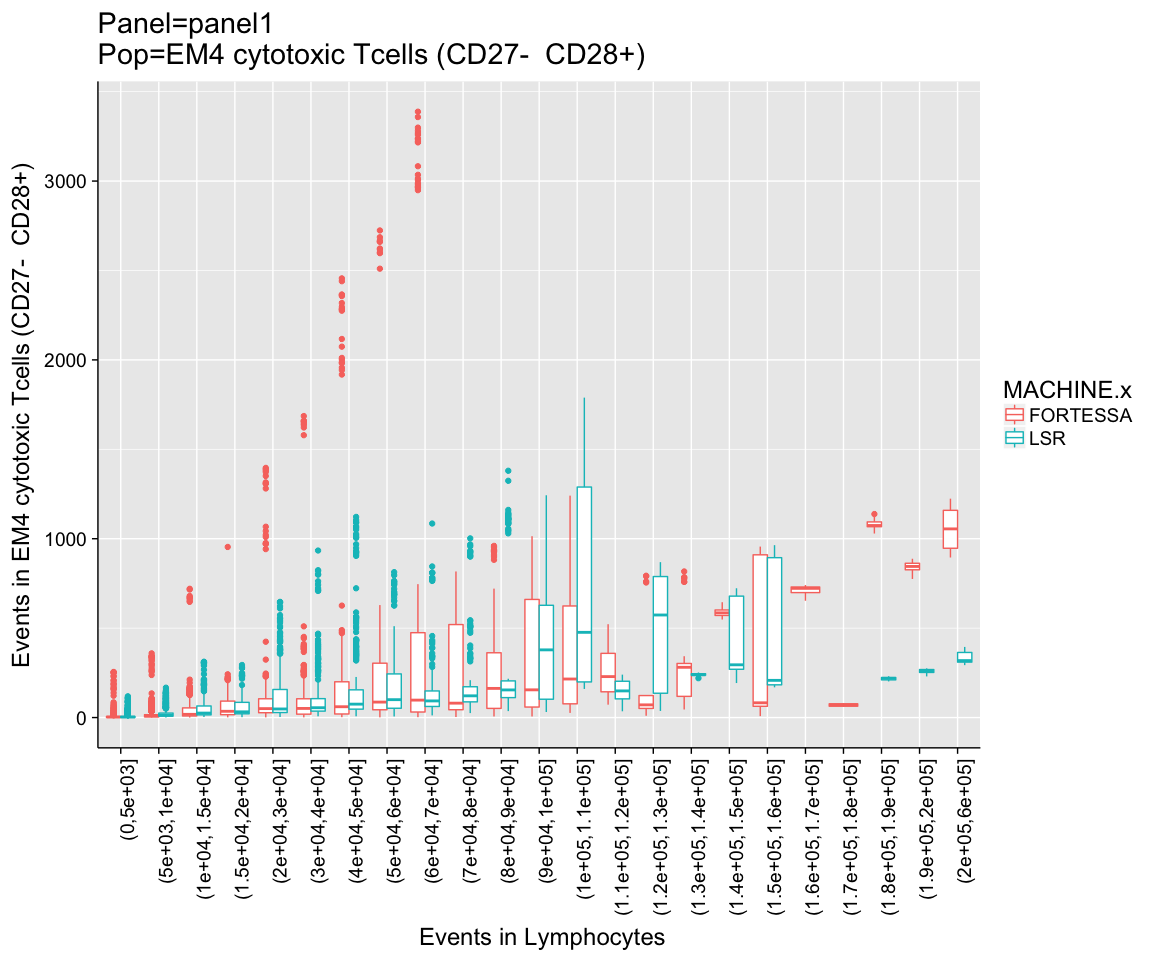 Panel=panel1
Pop=EM4 cytotoxic Tcells (CD27-  CD28+)
Events in EM4 cytotoxic Tcells (CD27-  CD28+)
3000
2000
1000
0
MACHINE.x
FORTESSA
LSR
(0,5e+03]
(5e+03,1e+04]
(1e+04,1.5e+04]
(1.5e+04,2e+04]
(2e+04,3e+04]
(3e+04,4e+04]
(4e+04,5e+04]
(5e+04,6e+04]
(6e+04,7e+04]
(7e+04,8e+04]
(8e+04,9e+04]
(9e+04,1e+05]
(1e+05,1.1e+05]
(1.1e+05,1.2e+05]
(1.2e+05,1.3e+05]
(1.3e+05,1.4e+05]
(1.4e+05,1.5e+05]
(1.5e+05,1.6e+05]
(1.6e+05,1.7e+05]
(1.7e+05,1.8e+05]
(1.8e+05,1.9e+05]
(1.9e+05,2e+05]
(2e+05,6e+05]
Events in Lymphocytes